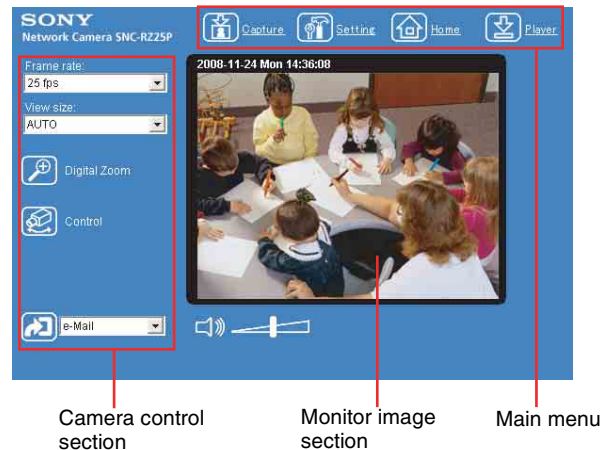 SONY
Network Camera SNC-RZ25P
Capture Setting Home Player
Frame rate:
25 fps
View size:
AUTO
Digital Zoom
Control
e-Mail
2008-11-24 Mon 14:36:08
Camera control
section
Monitor image
section
Main menu